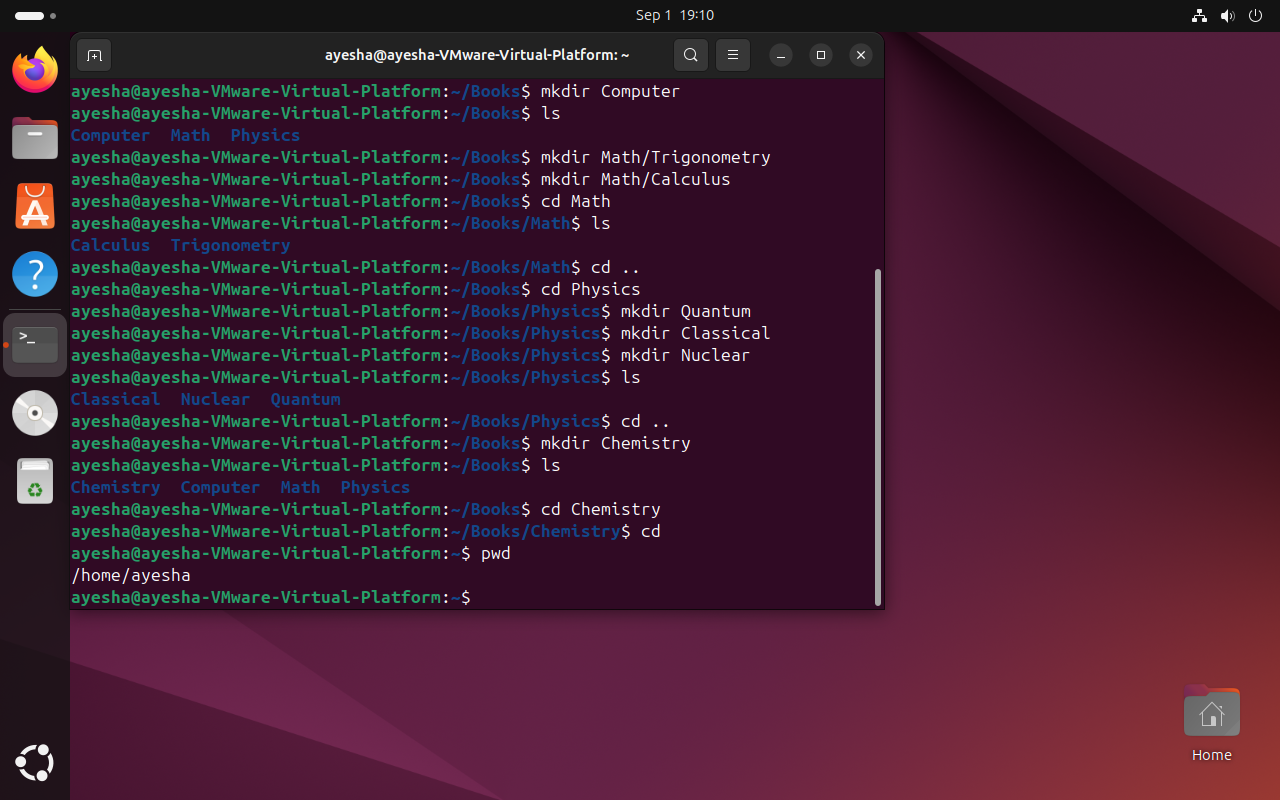 Sep 1 19:10
ayesha@ayesha-VMware-Virtual-Platform: ~
ayesha@ayesha-VMware-Virtual-Platform:~/Books$ mkdir Computer
ayesha@ayesha-VMware-Virtual-Platform:~/Books$ ls
Computer  Math  Physics
ayesha@ayesha-VMware-Virtual-Platform:~/Books$ mkdir Math/Trigonometry
ayesha@ayesha-VMware-Virtual-Platform:~/Books$ mkdir Math/Calculus
ayesha@ayesha-VMware-Virtual-Platform:~/Books$ cd Math
ayesha@ayesha-VMware-Virtual-Platform:~/Books/Math$ ls
Calculus  Trigonometry
ayesha@ayesha-VMware-Virtual-Platform:~/Books/Math$ cd ..
ayesha@ayesha-VMware-Virtual-Platform:~/Books$ cd Physics
ayesha@ayesha-VMware-Virtual-Platform:~/Books/Physics$ mkdir Quantum
ayesha@ayesha-VMware-Virtual-Platform:~/Books/Physics$ mkdir Classical
ayesha@ayesha-VMware-Virtual-Platform:~/Books/Physics$ mkdir Nuclear
ayesha@ayesha-VMware-Virtual-Platform:~/Books/Physics$ ls
Classical  Nuclear  Quantum
ayesha@ayesha-VMware-Virtual-Platform:~/Books/Physics$ cd ..
ayesha@ayesha-VMware-Virtual-Platform:~/Books$ mkdir Chemistry
ayesha@ayesha-VMware-Virtual-Platform:~/Books$ ls
Chemistry  Computer  Math  Physics
ayesha@ayesha-VMware-Virtual-Platform:~/Books$ cd Chemistry
ayesha@ayesha-VMware-Virtual-Platform:~/Books/Chemistry$ cd
ayesha@ayesha-VMware-Virtual-Platform:~$ pwd
/home/ayesha
ayesha@ayesha-VMware-Virtual-Platform:~$
Home